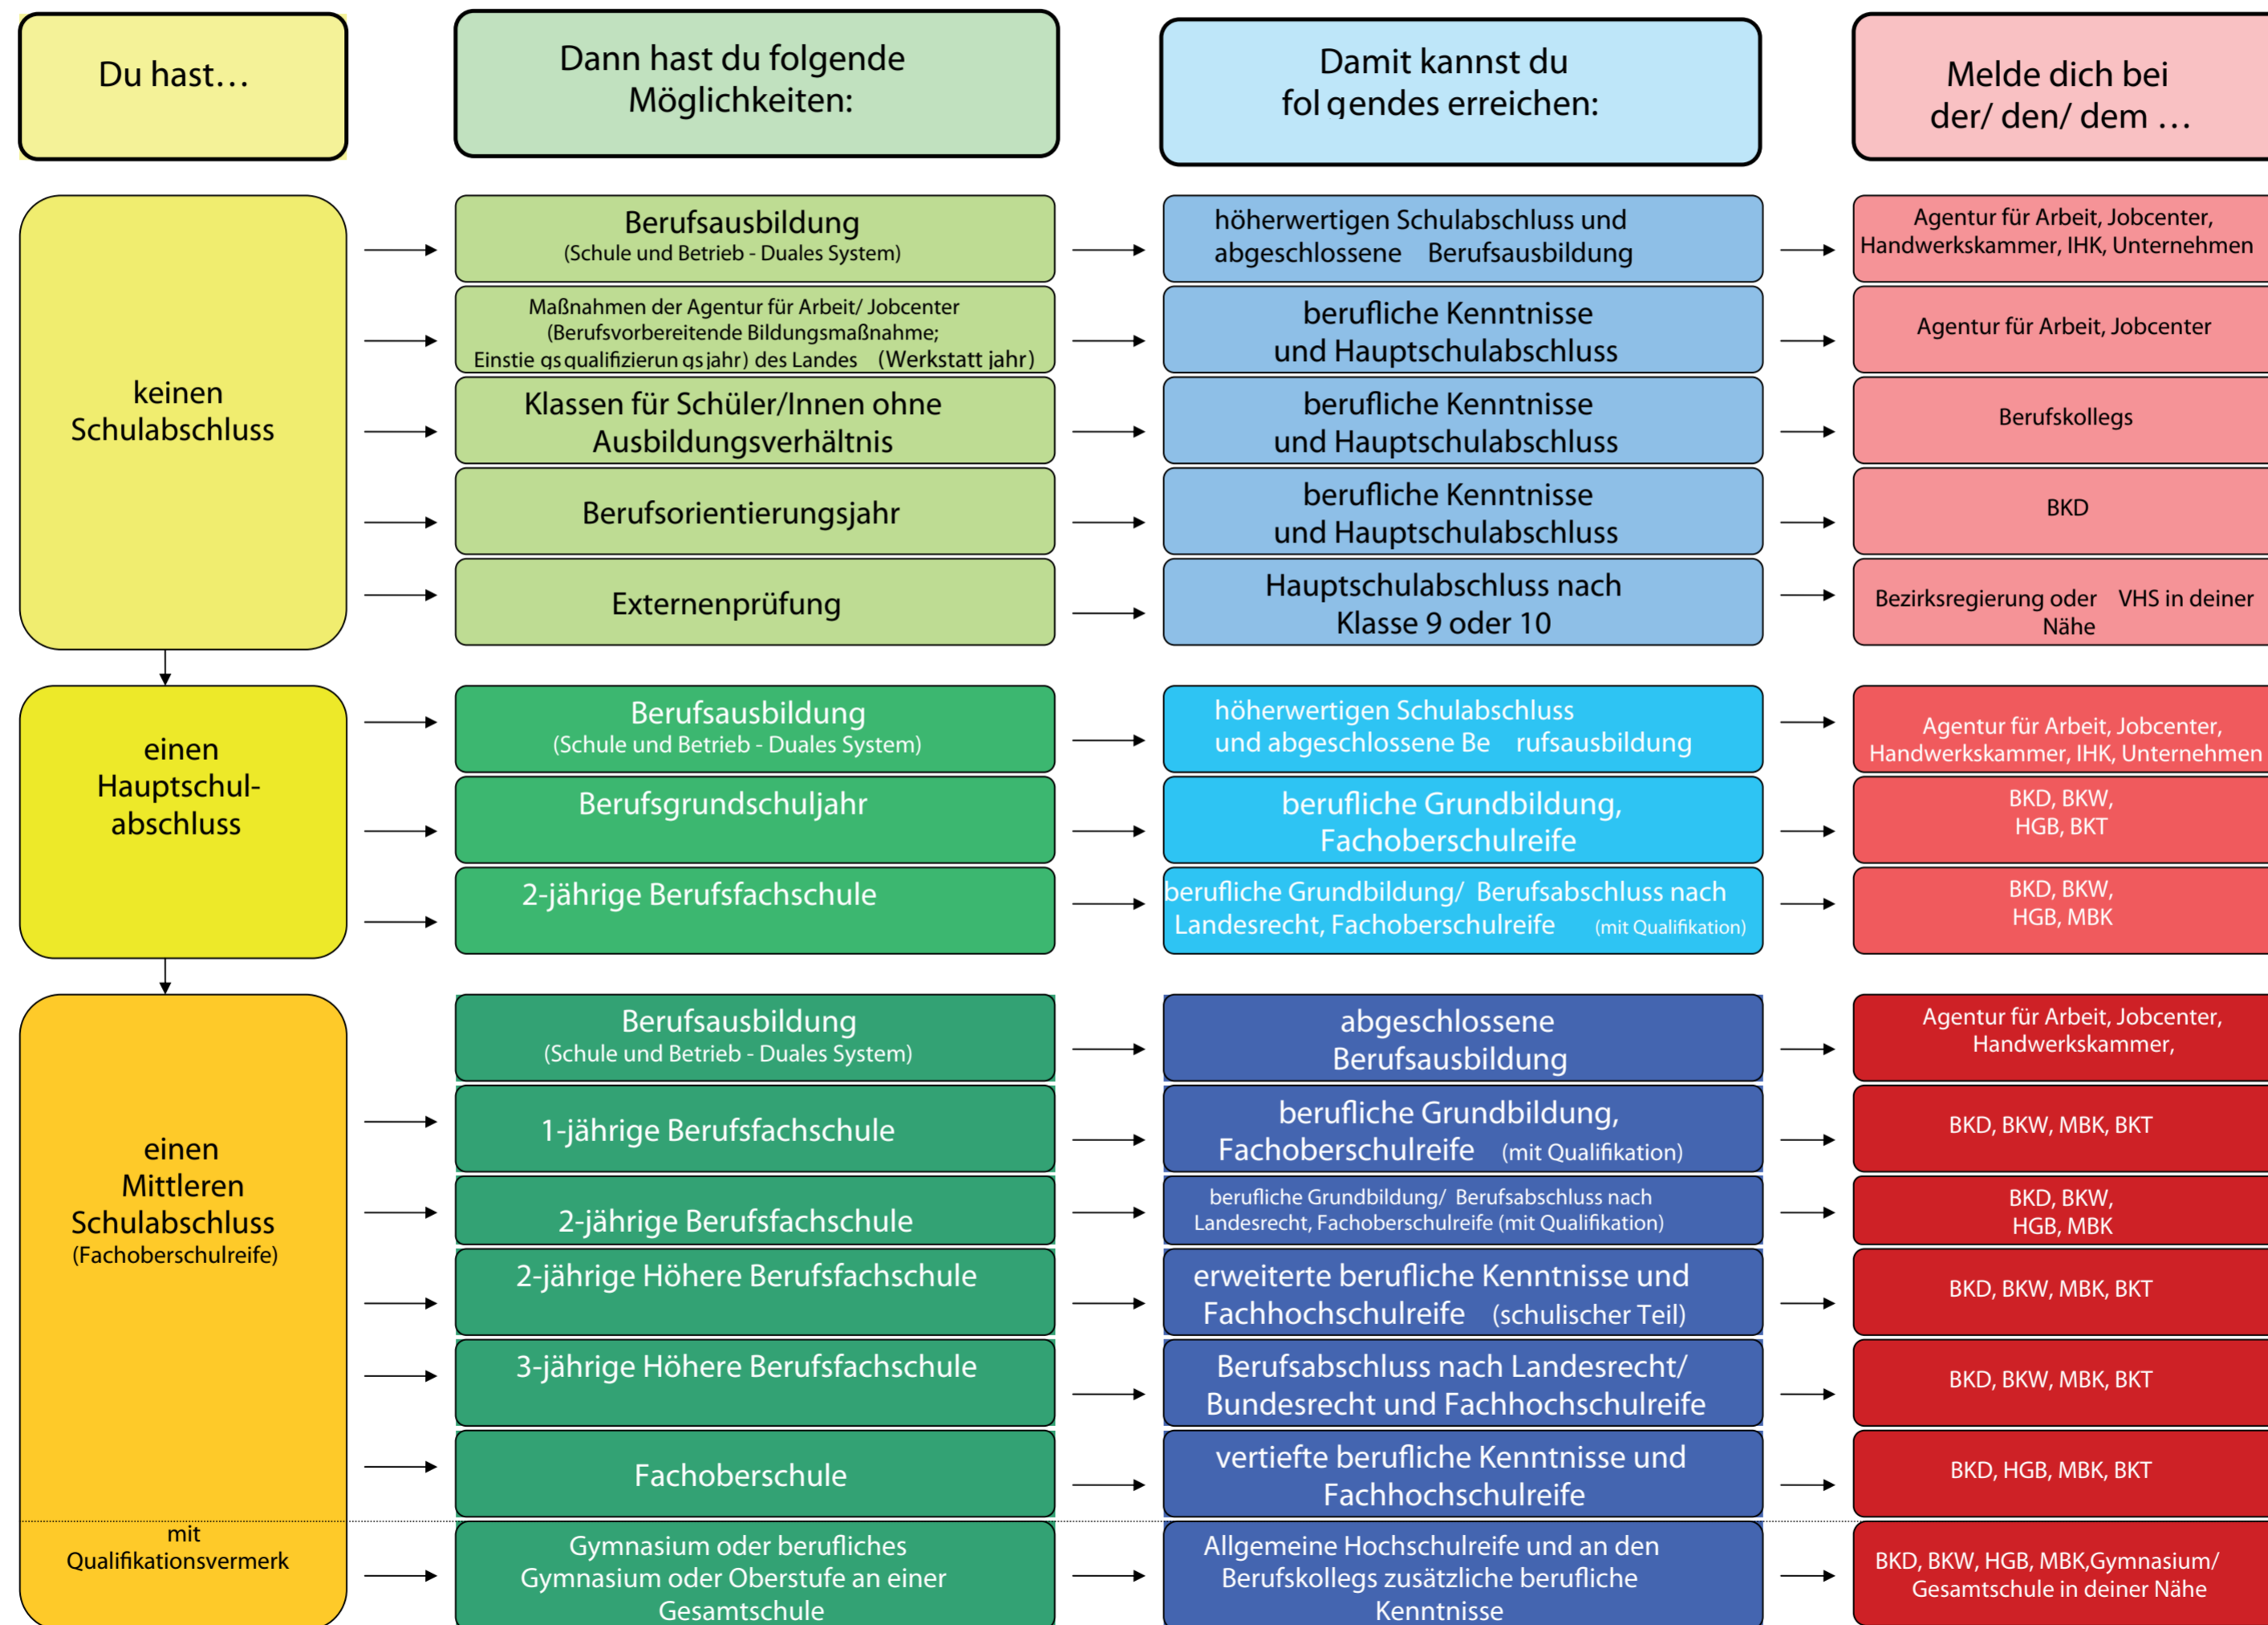 Du hast…
Dann hast du folgende
Möglichkeiten:
Damit kannst du
folgendes erreichen:
Melde dich bei
der/ den/ dem …
keinen
Schulabschluss
Berufsausbildung
(Schule und Betrieb - Duales System)
höherwertigen Schulabschluss und
abgeschlossene Berufsausbildung
Agentur für Arbeit, Jobcenter,
Handwerkskammer, IHK, Unternehmen
Maßnahmen der Agentur für Arbeit/ Jobcenter
(Berufsvorbereitende Bildungsmaßnahme;
Einstiegsqualifizierungsjahr) des Landes (Werkstattjahr)
berufliche Kenntnisse
und Hauptschulabschluss
Agentur für Arbeit, Jobcenter
Klassen für Schüler/Innen ohne
Ausbildungsverhältnis
berufliche Kenntnisse
und Hauptschulabschluss
Berufskollegs
Berufsorientierungsjahr
berufliche Kenntnisse
und Hauptschulabschluss
BKD
Externenprüfung
Hauptschulabschluss nach
Klasse 9 oder 10
Bezirksregierung oder VHS in deiner
Nähe
einen
Hauptschul-
abschluss
Berufsausbildung
(Schule und Betrieb - Duales System)
höherwertigen Schulabschluss
und abgeschlossene Berufsausbildung
Agentur für Arbeit, Jobcenter,
Handwerkskammer, IHK, Unternehmen
Berufsgrundschuljahr
berufliche Grundbildung,
Fachoberschulreife
BKD, BKW,
HGB, BKT
2-jährige Berufsfachschule
berufliche Grundbildung/ Berufsabschluss nach
Landesrecht, Fachoberschulreife (mit Qualifikation)
BKD, BKW,
HGB, MBK
einen
Mittleren
Schulabschluss
(Fachoberschulreife)
Berufsausbildung
(Schule und Betrieb - Duales System)
abgeschlossene
Berufsausbildung
Agentur für Arbeit, Jobcenter,
Handwerkskammer,
1-jährige Berufsfachschule
berufliche Grundbildung,
Fachoberschulreife (mit Qualifikation)
BKD, BKW, MBK, BKT
2-jährige Berufsfachschule
berufliche Grundbildung/ Berufsabschluss nach
Landesrecht, Fachoberschulreife (mit Qualifikation)
BKD, BKW,
HGB, MBK
2-jährige Höhere Berufsfachschule
erweiterte berufliche Kenntnisse und
Fachhochschulreife (schulischer Teil)
BKD, BKW, MBK, BKT
3-jährige Höhere Berufsfachschule
Berufsabschluss nach Landesrecht/
Bundesrecht und Fachhochschulreife
BKD, BKW, MBK, BKT
Fachoberschule
vertiefte berufliche Kenntnisse und
Fachhochschulreife
BKD, HGB, MBK, BKT
mit
Qualifikationsvermerk
Gymnasium oder berufliches
Gymnasium oder Oberstufe an einer
Gesamtschule
Allgemeine Hochschulreife und an den
Berufskollegs zusätzliche berufliche
Kenntnisse
BKD, BKW, HGB, MBK,Gymnasium/
Gesamtschule in deiner Nähe